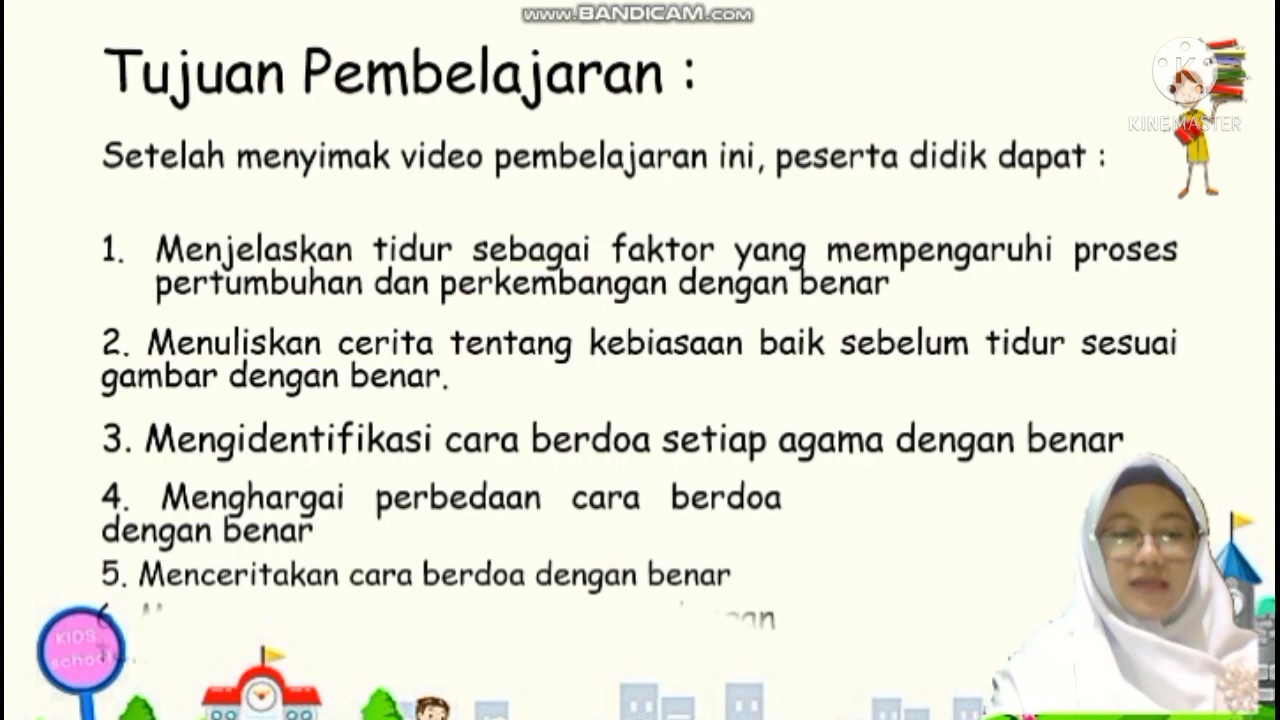 www.BANDICAM.com
Tujuan Pembelajaran :
K
KINEMASTER
Setelah menyimak video pembelajaran ini, peserta didik dapat :
1. Menjelaskan tidur sebagai faktor yang mempengaruhi proses
pertumbuhan dan perkembangan dengan benar
2. Menuliskan cerita tentang kebiasaan baik sebelum tidur sesuai
gambar dengan benar.
3. Mengidentifikasi cara berdoa setiap agama dengan benar
4. Menghargai perbedaan cara berdoa
dengan benar
5. Menceritakan cara berdoa dengan benar
KIDS
school